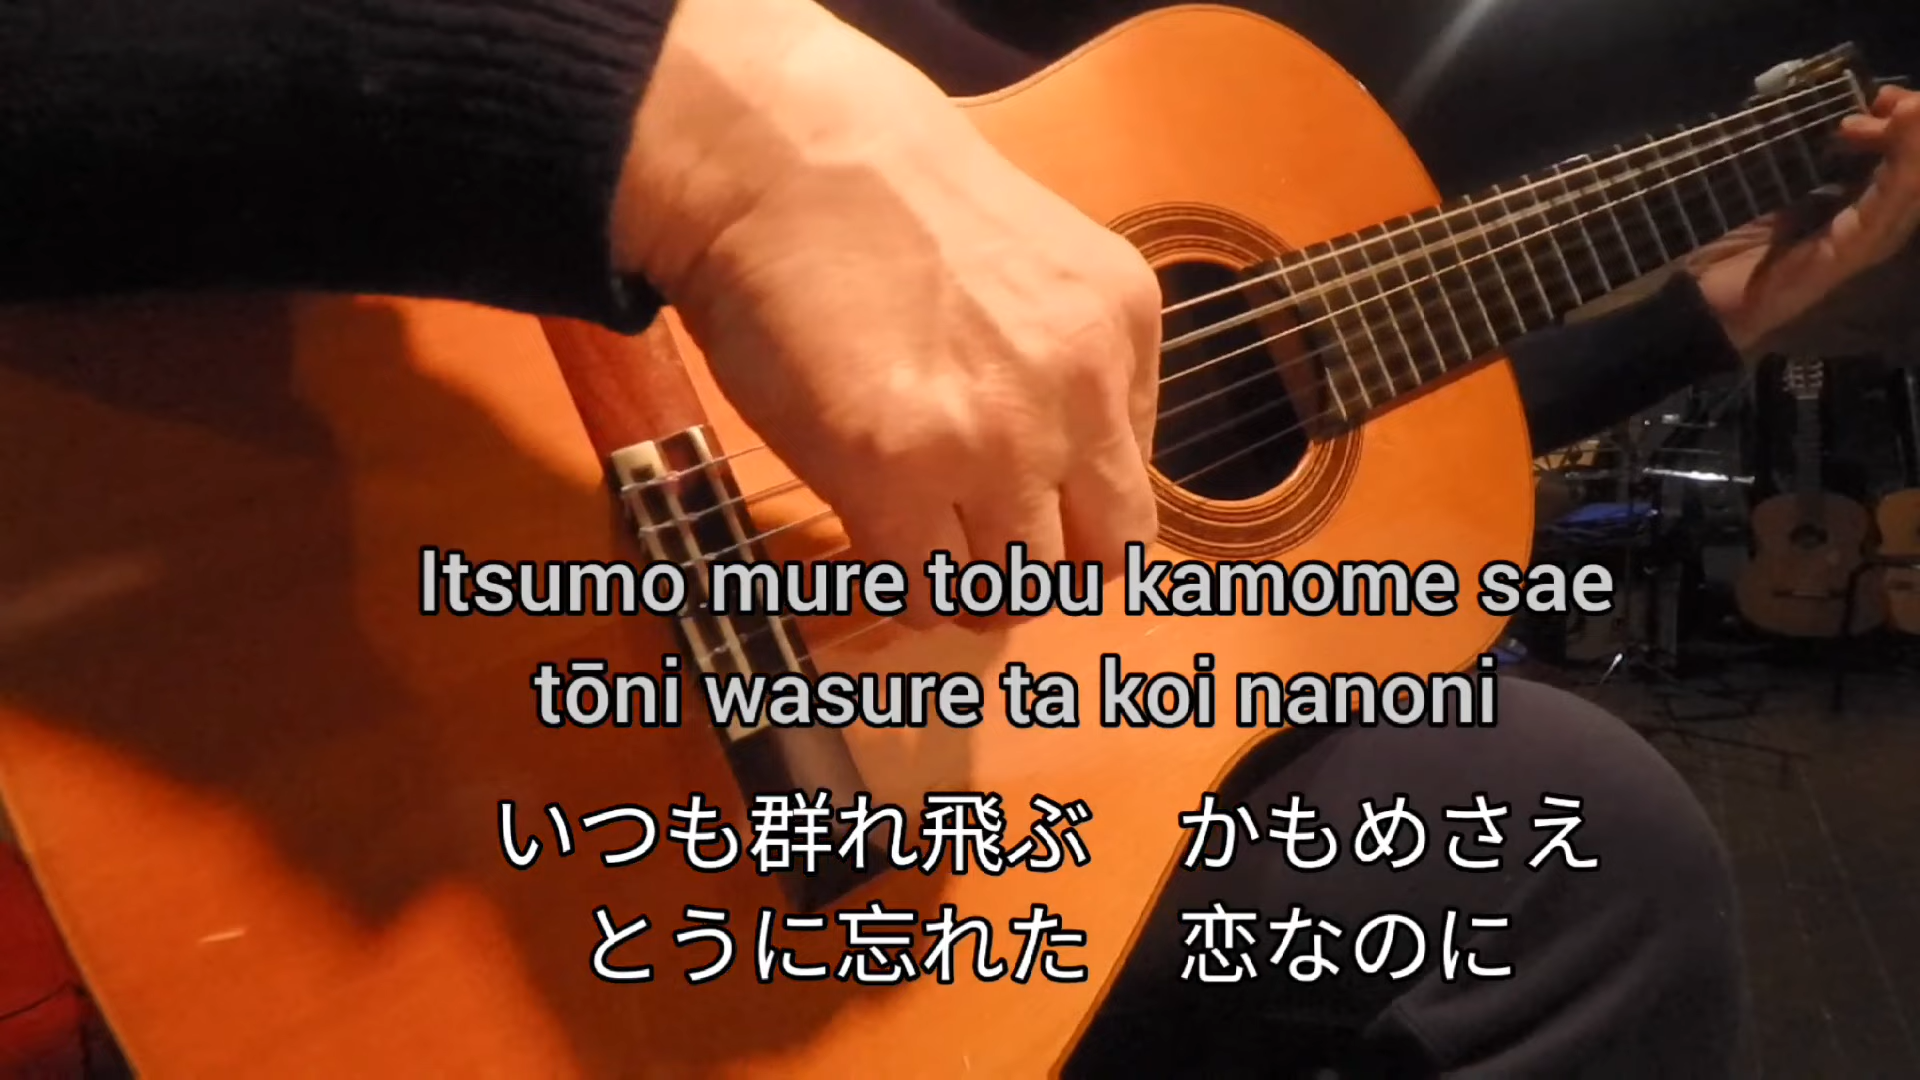 Itsumo mure tobu kamome sae
tōni wasure ta koi nanoni
いつも群れ飛ぶ　かもめさえ
とうに忘れた　恋なのに